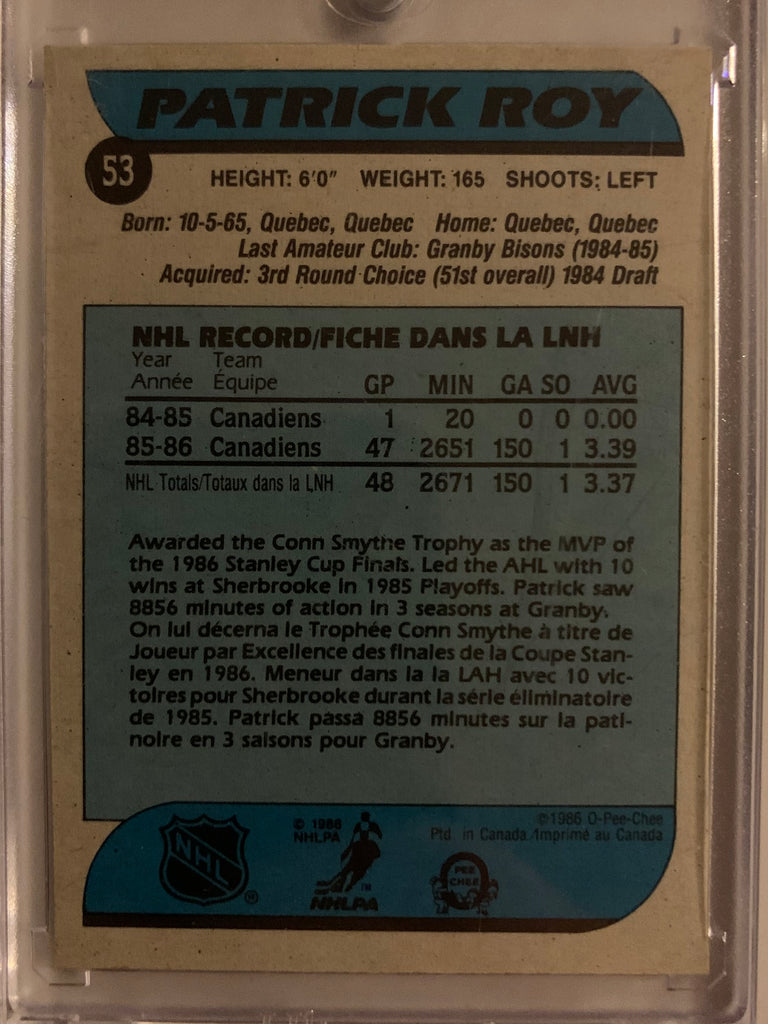 PATRICK ROY
53
HEIGHT: 6'0" WEIGHT: 165 SHOOTS: LEFT
Born: 10-5-65, Quebec, Quebec Home: Quebec, Quebec
Last Amateur Club: Granby Bisons (1984-85)
Acquired: 3rd Round Choice (51st overall) 1984 Draft
NHL RECORD/FICHE DANS LA LNH
Year Team
Année Équipe GP MIN GA SO AVG
84-85 Canadiens 1 20 0 0 0.00
85-86 Canadiens 47 2651 150 1 3.39
NHL Totals/Totaux dans la LNH 48 2671 150 1 3.37
Awarded the Conn Smythe Trophy as the MVP of
the 1986 Stanley Cup Finals. Led the AHL with 10
wins at Sherbrooke in 1985 Playoffs. Patrick saw
8856 minutes of action in 3 seasons at Granby.
On lui décerna le Trophée Conn Smythe à titre de
Joueur par Excellence des finales de la Coupe Stan-
ley en 1986. Meneur dans la la LAH avec 10 vic-
toires pour Sherbrooke durant la série éliminatoire
de 1985. Patrick passa 8856 minutes sur la pati-
noire en 3 saisons pour Granby.
NHL ®
© 1986
NHLPA
TM
NHLPA
PEE
CHEE
© 1986 O-Pee-Chee
Ptd. in Canada/Imprimé au Canada